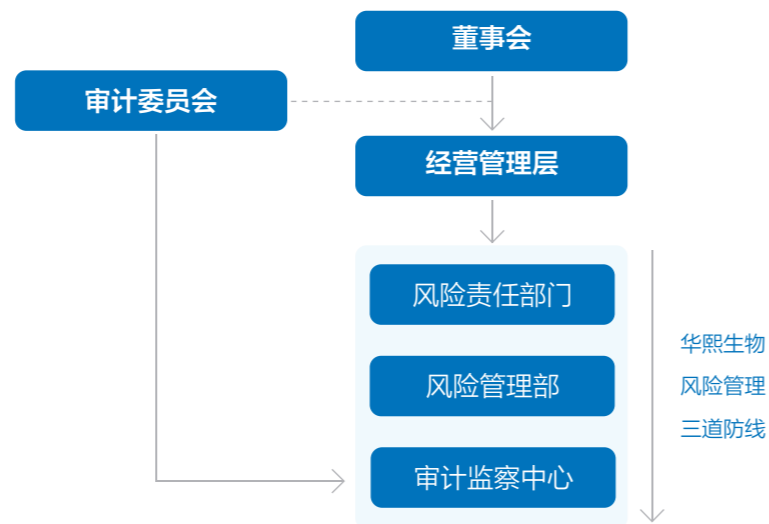 董事会
审计委员会
经营管理层
风险责任部门
风险管理部
审计监察中心
华熙生物
风险管理
三道防线